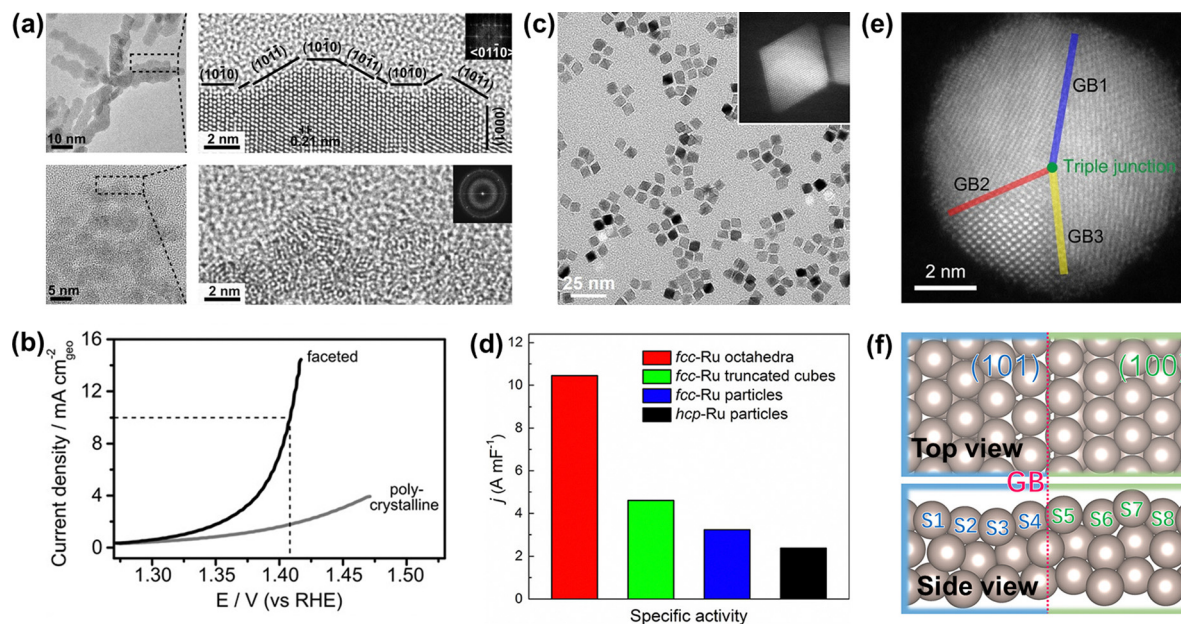 (a)
10 nm
(101̄0)
(101̄1)
(101̄0)
(101̄1)
(101̄0)
(101̄1)
<011̄0>
0.21 nm
2 nm
5 nm
2 nm
(b)
Current density / mA cm⁻²geo
16
12
8
4
0
faceted
poly-
crystalline
1.30
1.35
1.40
1.45
1.50
E / V (vs RHE)
(c)
25 nm
(d)
j (A mF⁻¹)
12
10
8
6
4
2
0
fcc-Ru octahedra
fcc-Ru truncated cubes
fcc-Ru particles
hcp-Ru particles
Specific activity
(e)
GB1
GB2
Triple junction
GB3
2 nm
(f)
(101)
(100
Top view
GB
S1 S2 S3 S4 S5 S6 S7 S8
Side view